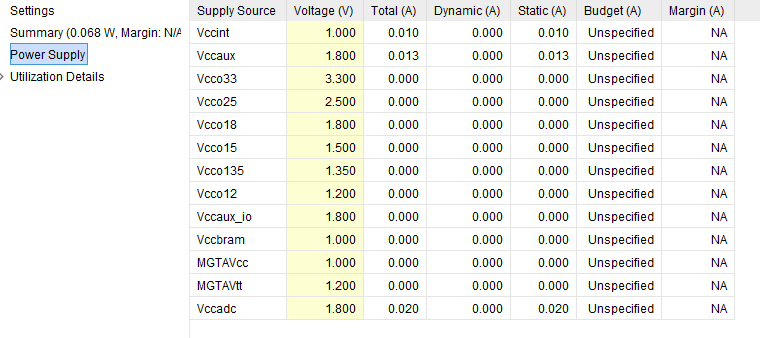 Settings
Summary (0.068 W, Margin: N/A
Power Supply
Utilization Details
Supply Source Voltage (V) Total (A) Dynamic (A) Static (A) Budget (A) Margin (A)
Vccint 1.000 0.010 0.000 0.010 Unspecified NA
Vccaux 1.800 0.013 0.000 0.013 Unspecified NA
Vcco33 3.300 0.000 0.000 0.000 Unspecified NA
Vcco25 2.500 0.000 0.000 0.000 Unspecified NA
Vcco18 1.800 0.000 0.000 0.000 Unspecified NA
Vcco15 1.500 0.000 0.000 0.000 Unspecified NA
Vcco135 1.350 0.000 0.000 0.000 Unspecified NA
Vcco12 1.200 0.000 0.000 0.000 Unspecified NA
Vccaux_io 1.800 0.000 0.000 0.000 Unspecified NA
Vccbram 1.000 0.000 0.000 0.000 Unspecified NA
MGTAVcc 1.000 0.000 0.000 0.000 Unspecified NA
MGTAVtt 1.200 0.000 0.000 0.000 Unspecified NA
Vccadc 1.800 0.020 0.000 0.020 Unspecified NA